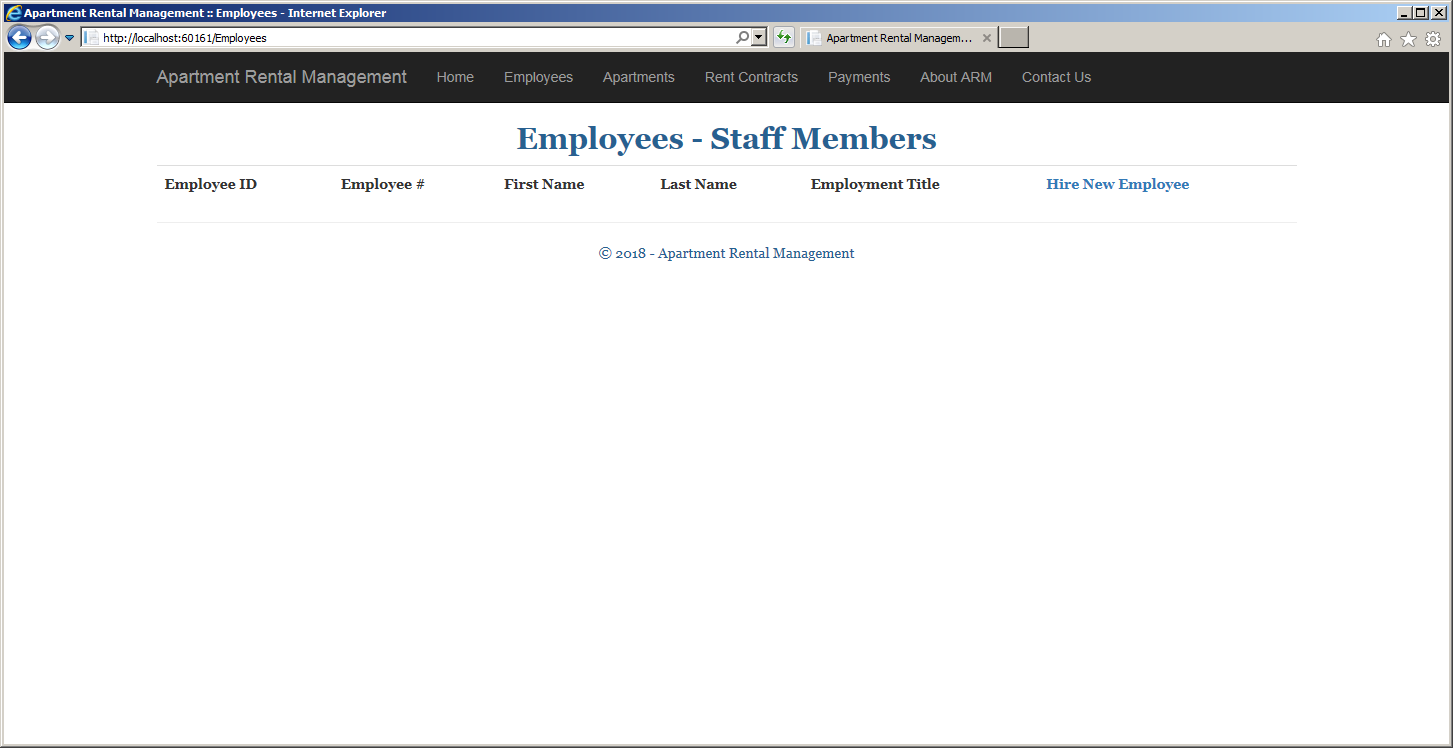 Apartment Rental Management :: Employees - Internet Explorer
http://localhost:60161/Employees
Apartment Rental Managem...
Apartment Rental Management Home Employees Apartments Rent Contracts Payments About ARM Contact Us
Employees - Staff Members
Employee ID Employee # First Name Last Name Employment Title Hire New Employee
© 2018 - Apartment Rental Management